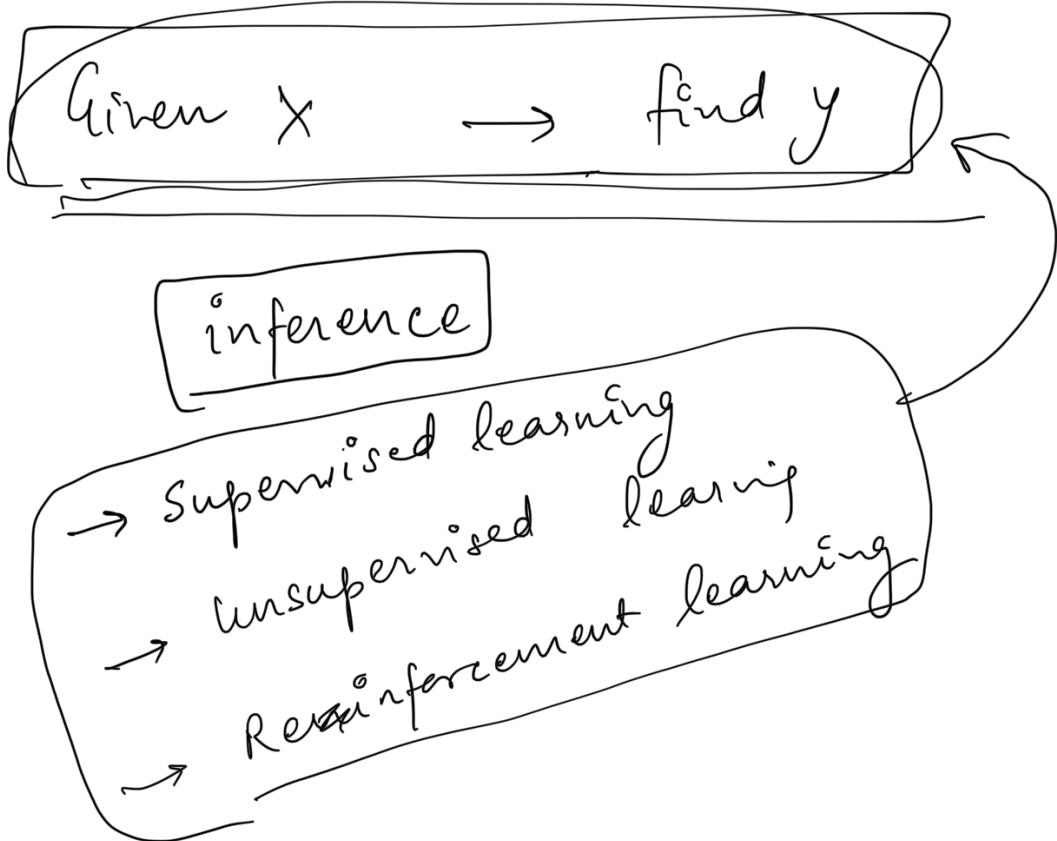 Given X → find y
inference
→ Supervised learning
→ Unsupervised learnig
→ Reinforcement learning